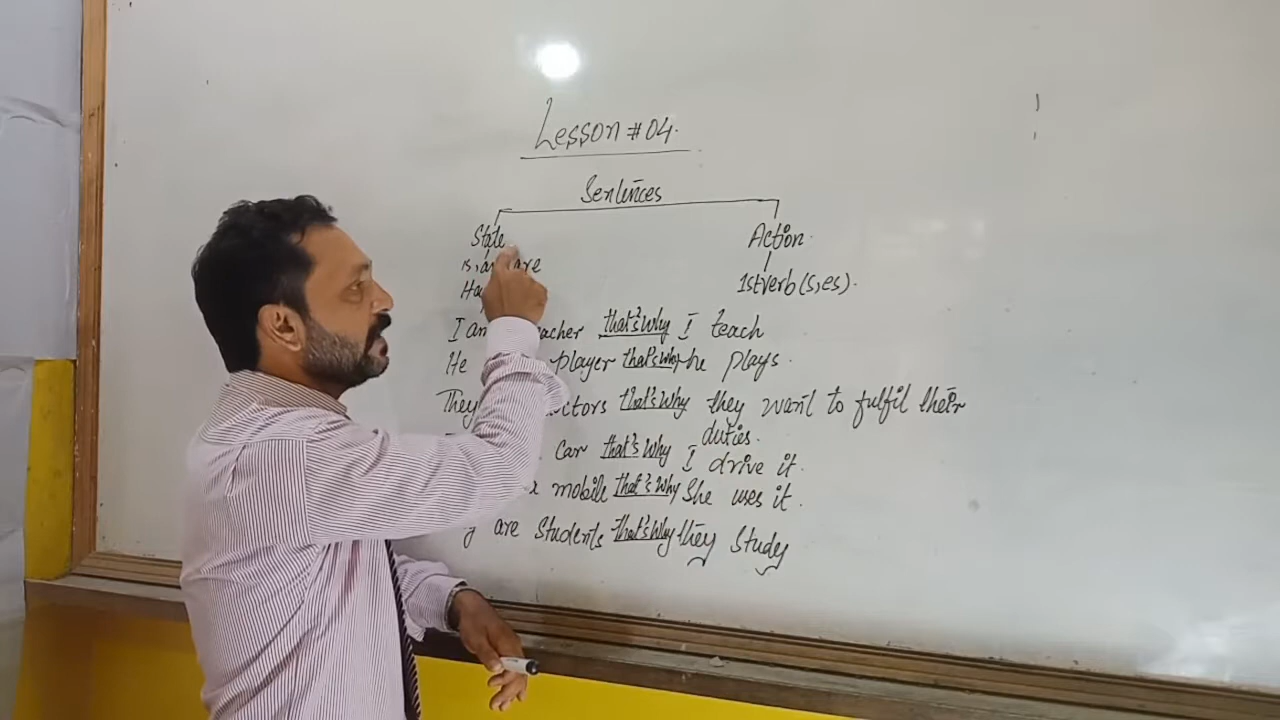 Lesson #04.
Sentences
State Action.
is, are 1st verb (s, es).
I am teacher that's why I teach
He player that's why he plays.
They that's why they want to fulfil their
duties.
car that's why I drive it.
mobile that's why She uses it.
are Students that's why they Study